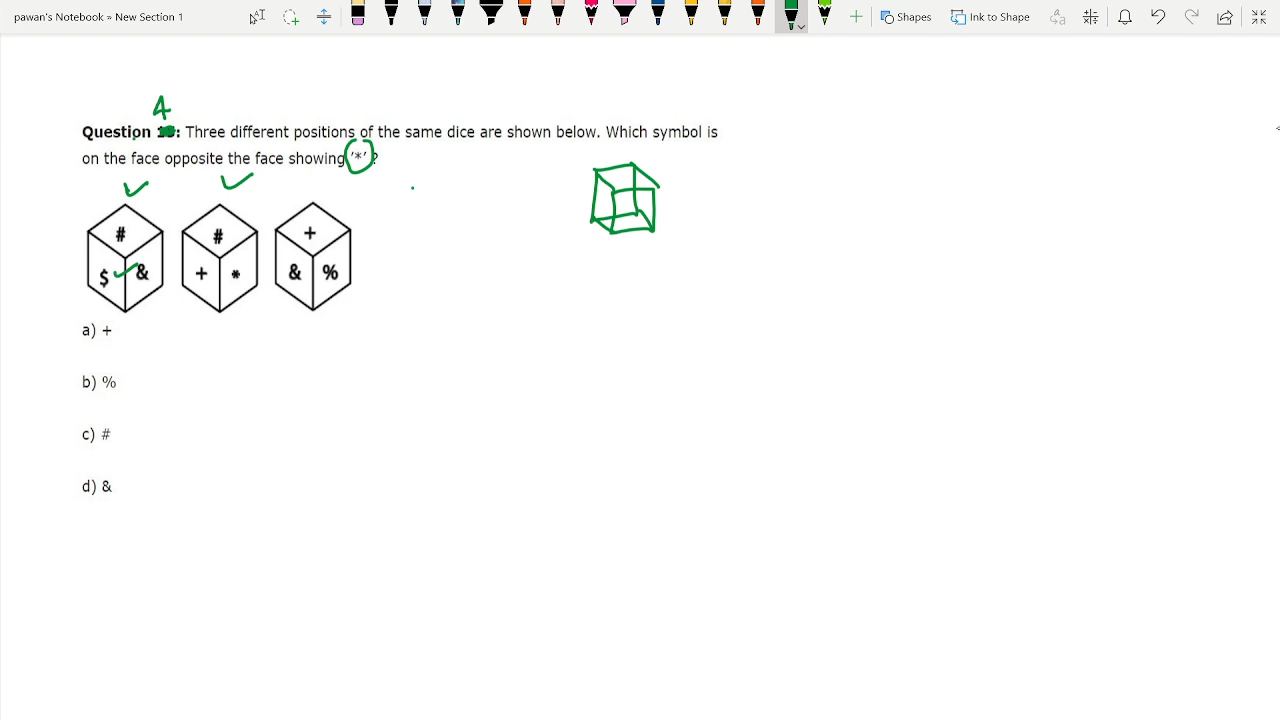 pawan's Notebook » New Section 1
Shapes
Ink to Shape
4
Question : Three different positions of the same dice are shown below. Which symbol is
on the face opposite the face showing '*' ?
# # +
$ & + * & %
a) +
b) %
c) #
d) &